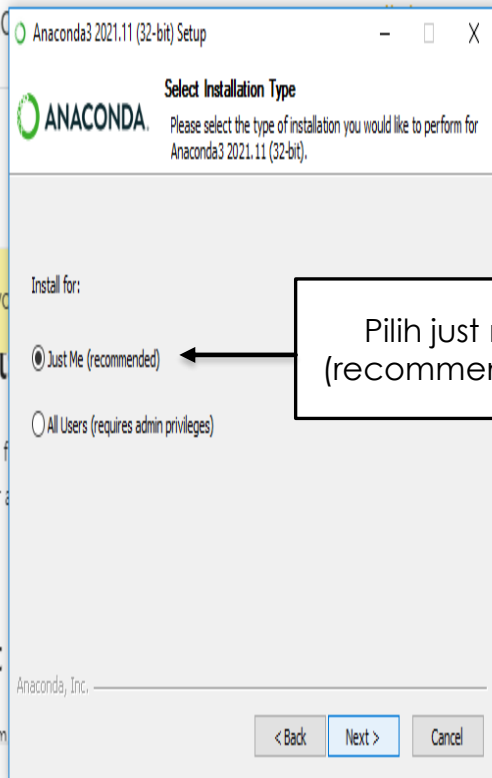 Anaconda3 2021.11 (32-bit) Setup
ANACONDA.
Select Installation Type
Please select the type of installation you would like to perform for
Anaconda3 2021.11 (32-bit).
Install for:
Just Me (recommended)
Pilih just
All Users (requires admin privileges)
Anaconda, Inc.
< Back
Next >
Cancel